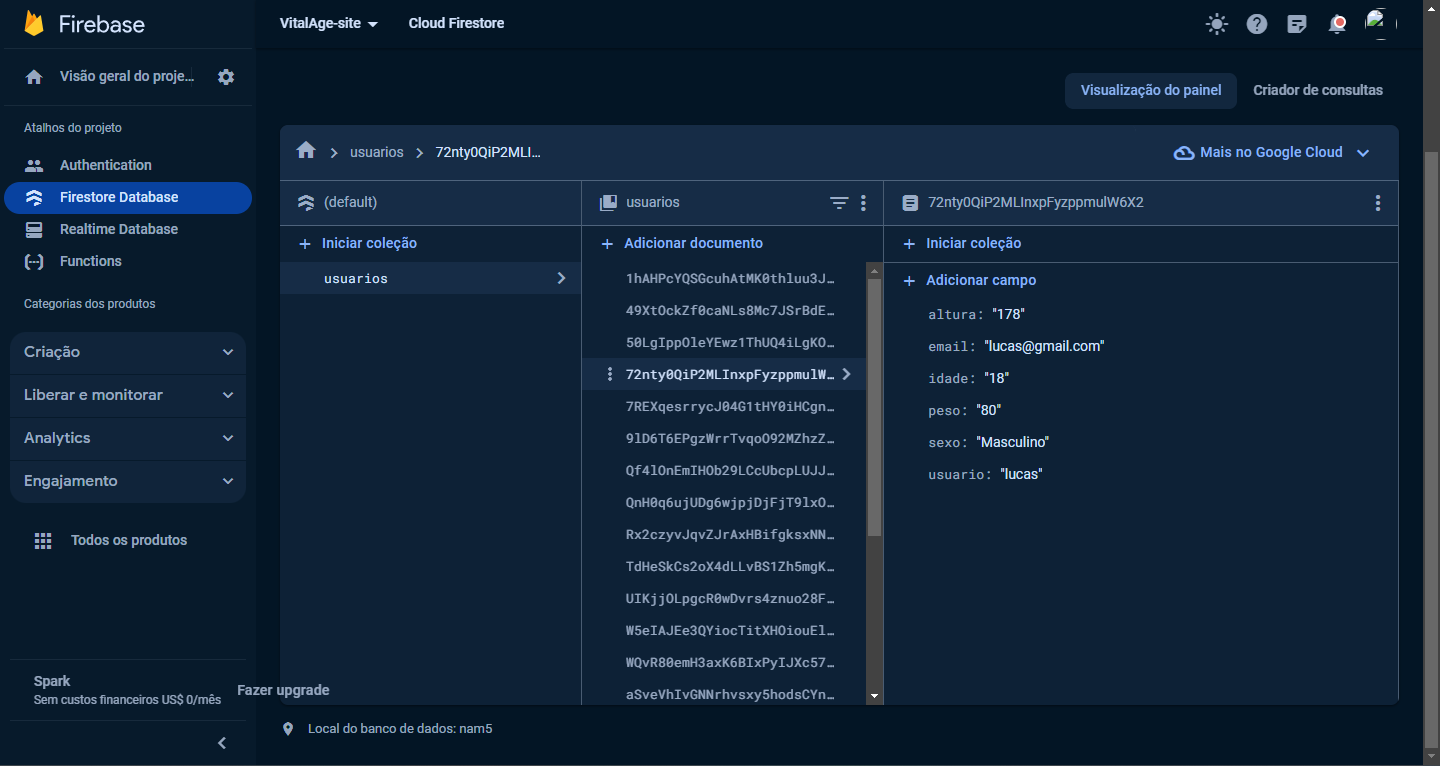 Firebase
VitalAge-site
Cloud Firestore
Visão geral do proje...
Atalhos do projeto
Authentication
Firestore Database
Realtime Database
Functions
Categorias dos produtos
Criação
Liberar e monitorar
Analytics
Engajamento
Todos os produtos
Spark
Sem custos financeiros US$ 0/mês
Fazer upgrade
Visualização do painel
Criador de consultas
usuarios
72nty0QiP2MLI...
Mais no Google Cloud
(default)
Iniciar coleção
usuarios
usuarios
Adicionar documento
1hAHPcYQSGcuhAtMK0thluu3J…
49XtOckZf0caNLs8Mc7JSrBdE…
50LgIppOleYEwz1ThUQ4iLgKO…
72nty0QiP2MLInxpFyzppmulW…
7REXqesrrycJ04G1tHY0iHCgn…
9lD6T6EPgzWrrTvqoO92MZhzZ…
Qf4lOnEmIHOb29LCcUbcpLUJJ…
QnH0q6ujUDg6wjpjDjFjT9lxO…
Rx2czyvJqvZJrAxHBifgksxNN…
TdHeSkCs2oX4dLLvBS1Zh5mgK…
UIKjjOLpgcR0wDvrs4znuo28F…
W5eIAJEe3QYiocTitXHOiouEl…
WQvR80emH3axK6BIxPyIJXc57…
aSveVhIvGNNrhvsxy5hodsCYn…
72nty0QiP2MLInxpFyzppmulW6X2
Iniciar coleção
Adicionar campo
altura: "178"
email: "lucas@gmail.com"
idade: "18"
peso: "80"
sexo: "Masculino"
usuario: "lucas"
Local do banco de dados: nam5